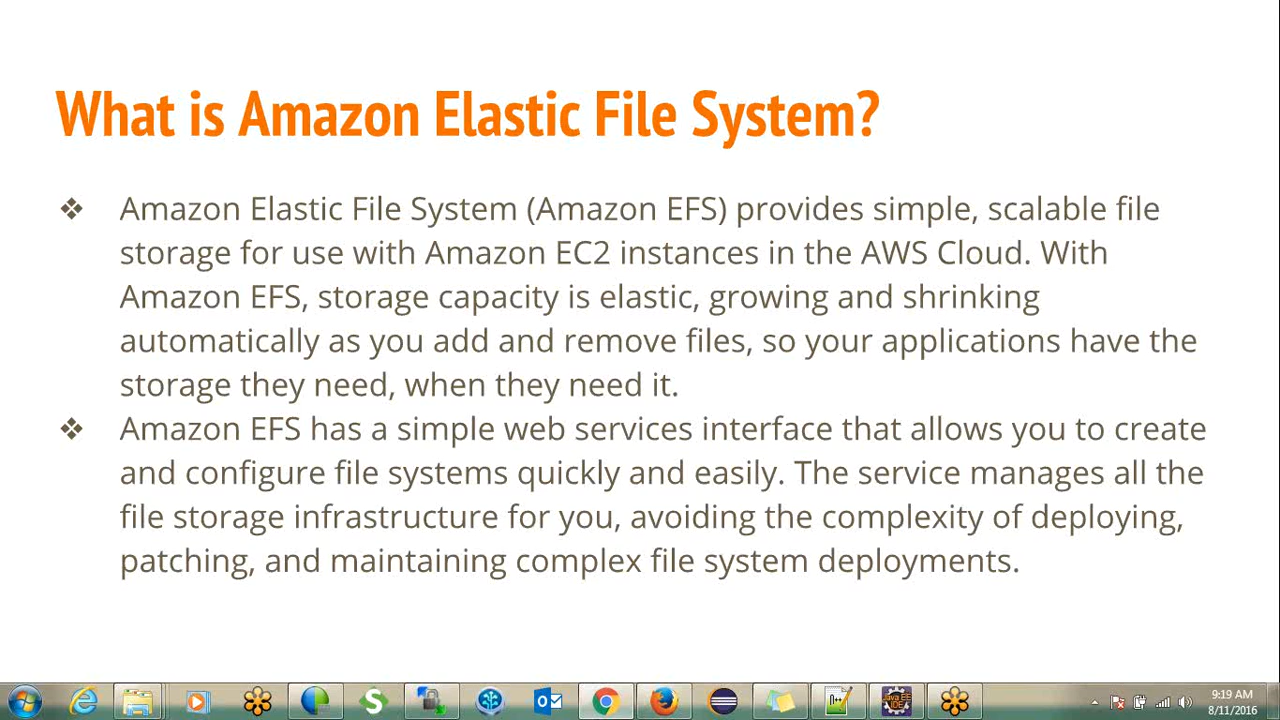 What is Amazon Elastic File System?
❖ Amazon Elastic File System (Amazon EFS) provides simple, scalable file
storage for use with Amazon EC2 instances in the AWS Cloud. With
Amazon EFS, storage capacity is elastic, growing and shrinking
automatically as you add and remove files, so your applications have the
storage they need, when they need it.
❖ Amazon EFS has a simple web services interface that allows you to create
and configure file systems quickly and easily. The service manages all the
file storage infrastructure for you, avoiding the complexity of deploying,
patching, and maintaining complex file system deployments.
Java EE
IDE
9:19 AM
8/11/2016